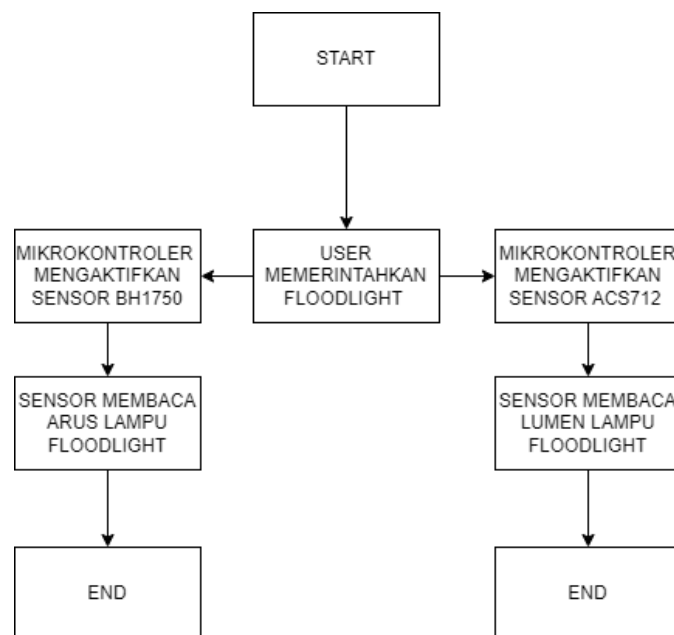 START
USER
MEMERINTAHKAN
FLOODLIGHT
MIKROKONTROLER
MENGAKTIFKAN
SENSOR BH1750
MIKROKONTROLER
MENGAKTIFKAN
SENSOR ACS712
SENSOR MEMBACA
ARUS LAMPU
FLOODLIGHT
SENSOR MEMBACA
LUMEN LAMPU
FLOODLIGHT
END
END